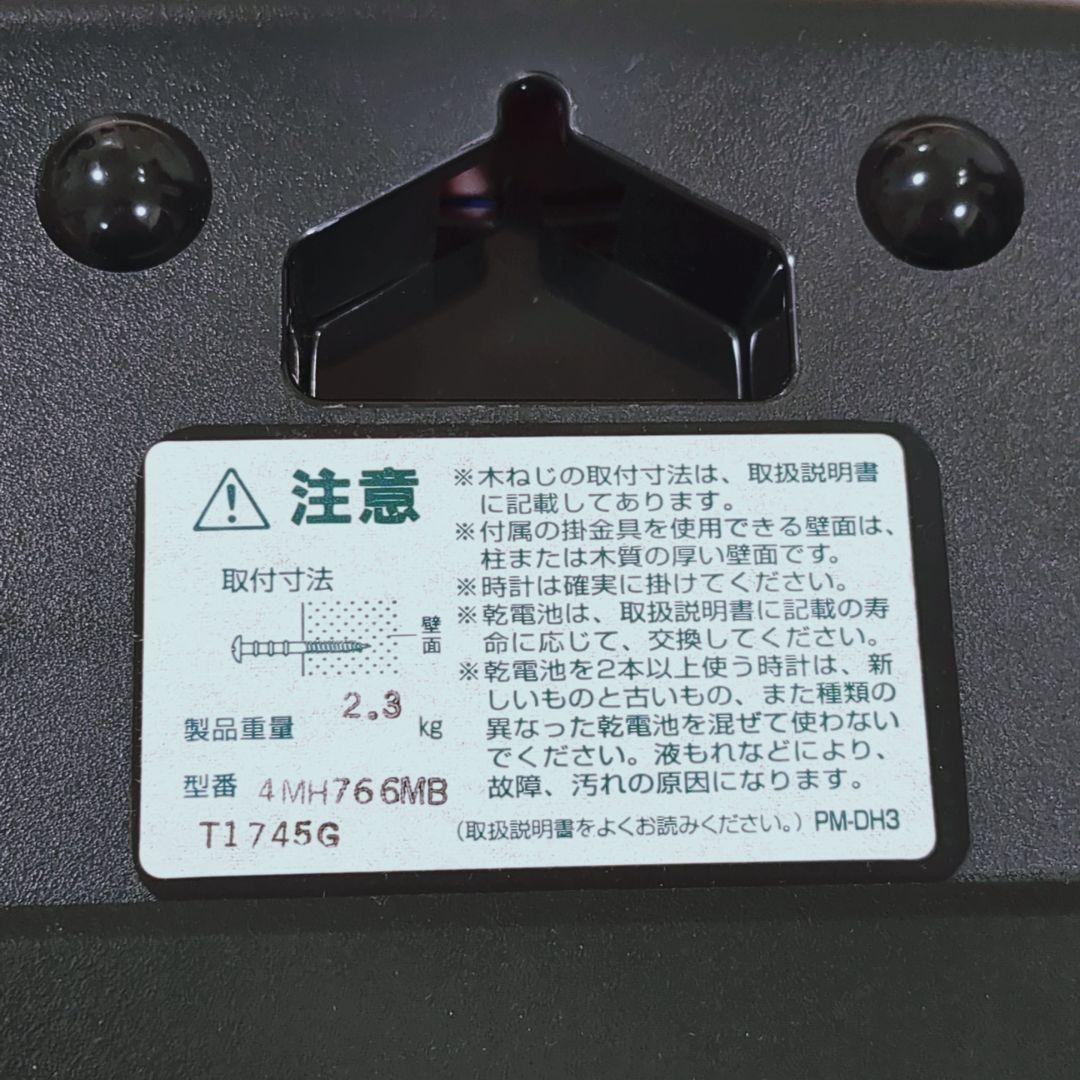 注意
取付寸法
壁面
製品重量 2.3 kg
型番 4MH766MB
T1745G
※木ねじの取付寸法は、取扱説明書
に記載してあります。
※付属の掛金具を使用できる壁面は、
柱または木質の厚い壁面です。
※時計は確実に掛けてください。
※乾電池は、取扱説明書に記載の寿
命に応じて、交換してください。
※乾電池を2本以上使う時計は、新
しいものと古いもの、また種類の
異なった乾電池を混ぜて使わない
でください。液もれなどにより、
故障、汚れの原因になります。
(取扱説明書をよくお読みください。) PM-DH3